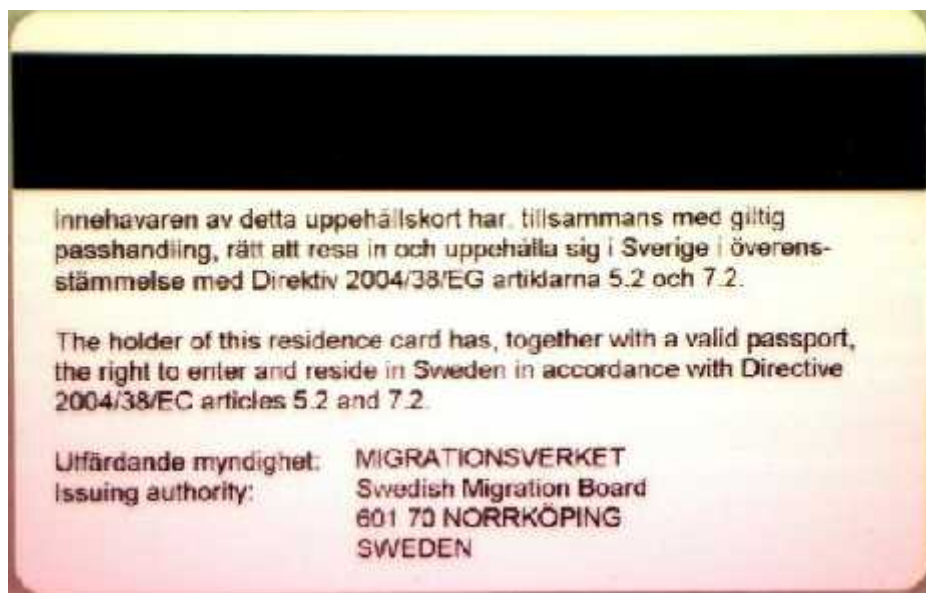 Innehavaren av detta uppehållskort har, tillsammans med giltig
passhandling, rätt att resa in och uppehålla sig i Sverige i överens-
stämmelse med Direktiv 2004/38/EG artiklarna 5.2 och 7.2.
The holder of this residence card has, together with a valid passport,
the right to enter and reside in Sweden in accordance with Directive
2004/38/EC articles 5.2 and 7.2.
Utfärdande myndighet: MIGRATIONSVERKET
Issuing authority: Swedish Migration Board
601 70 NORRKÖPING
SWEDEN